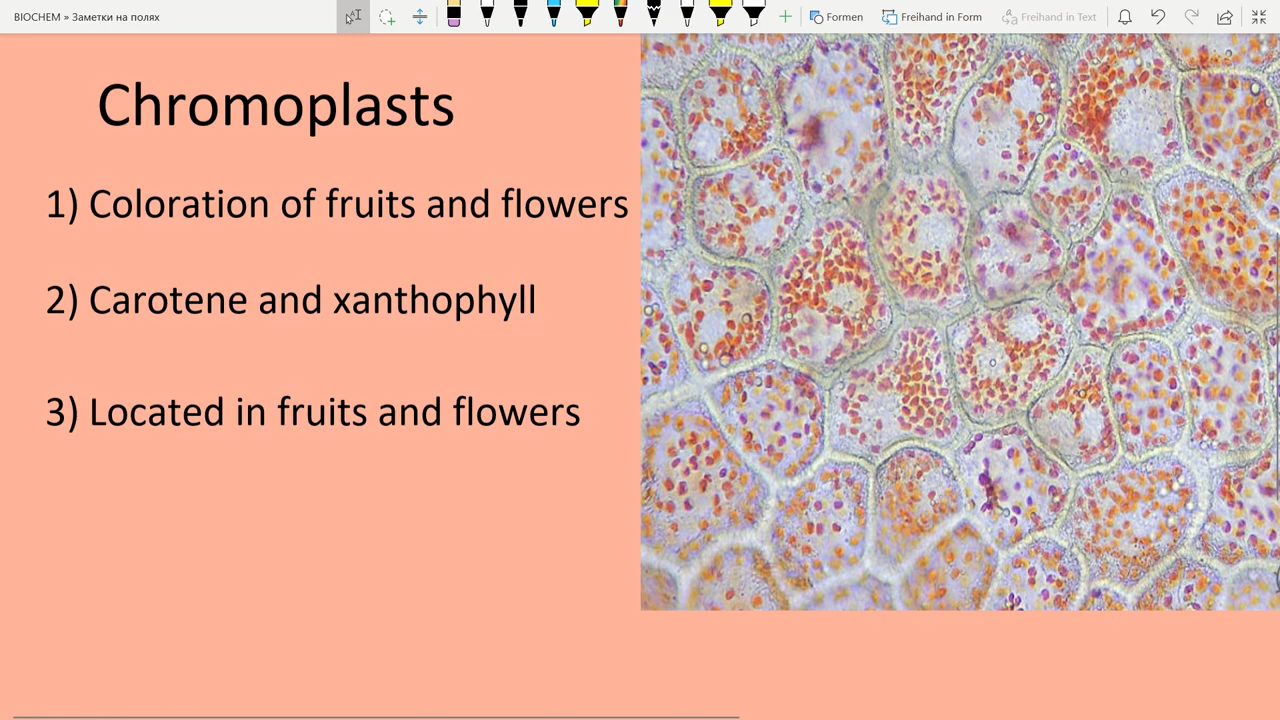 BIOCHEM » Заметки на полях
Formen
Freihand in Form
Freihand in Text
Chromoplasts
1) Coloration of fruits and flowers
2) Carotene and xanthophyll
3) Located in fruits and flowers